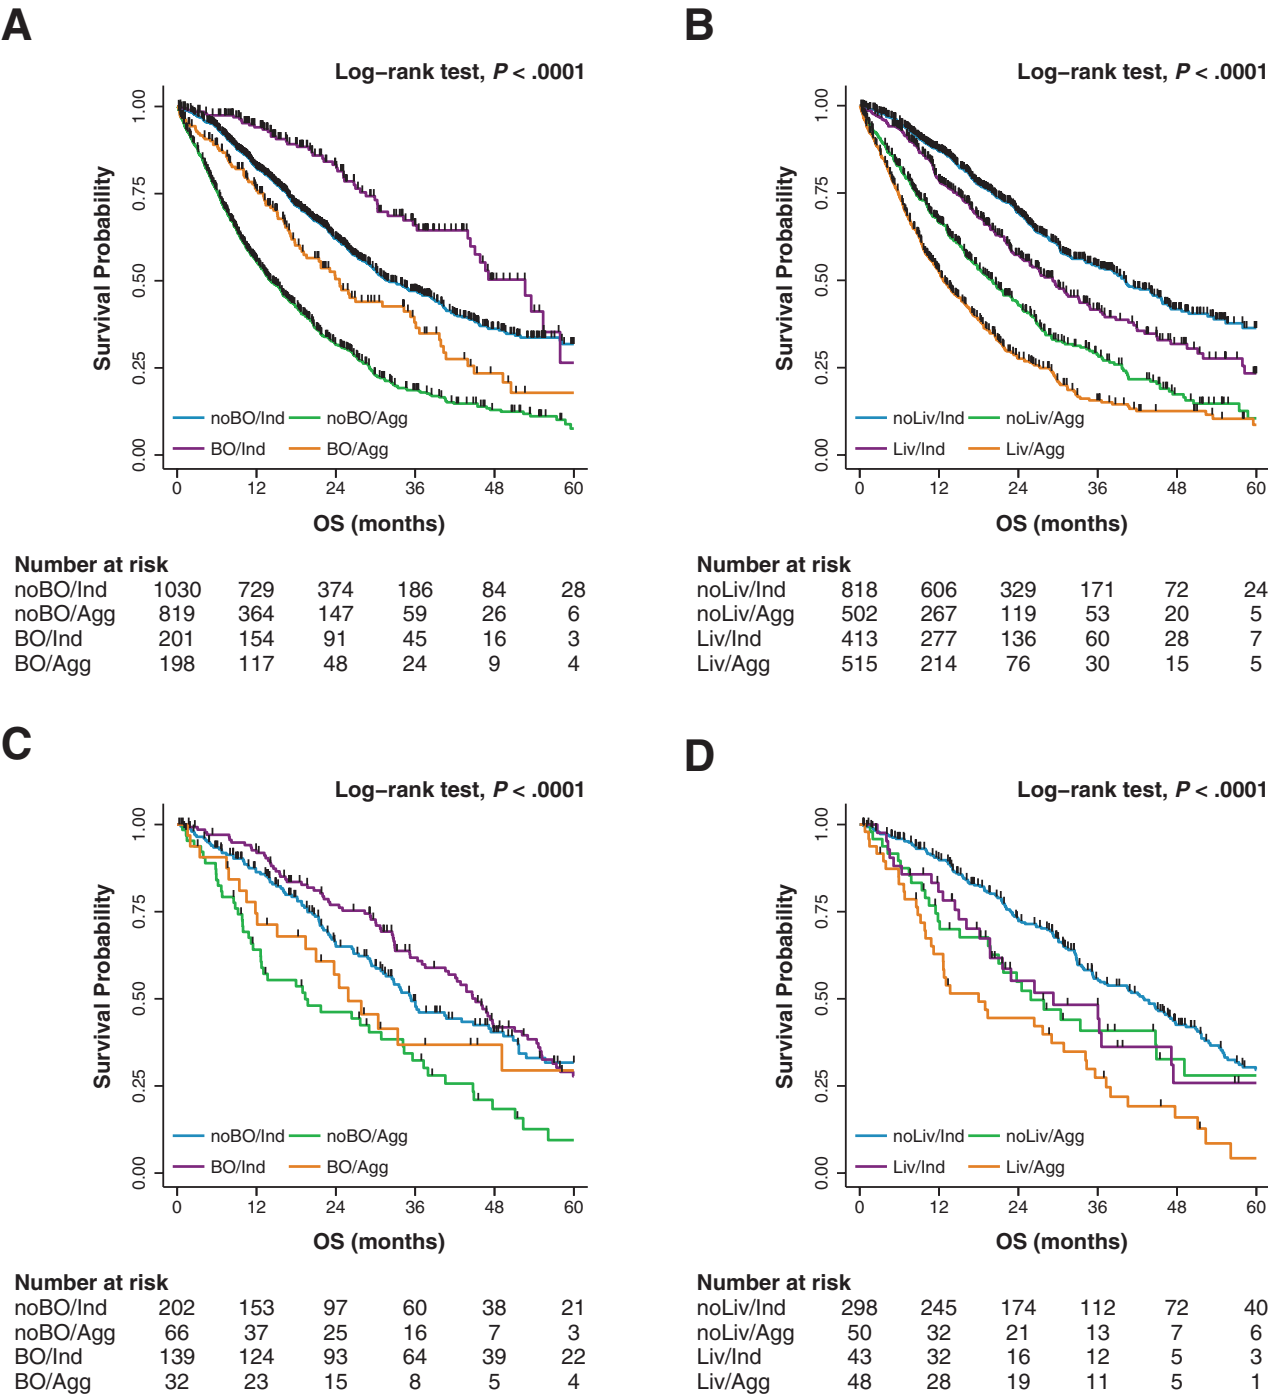 A
Log–rank test, P < .0001
Survival Probability
1.00
0.75
0.50
0.25
0.00
noBO/Ind noBO/Agg
BO/Ind BO/Agg
0 12 24 36 48 60
OS (months)
Number at risk
noBO/Ind 1030 729 374 186 84 28
noBO/Agg 819 364 147 59 26 6
BO/Ind 201 154 91 45 16 3
BO/Agg 198 117 48 24 9 4
B
Log–rank test, P < .0001
Survival Probability
1.00
0.75
0.50
0.25
0.00
noLiv/Ind noLiv/Agg
Liv/Ind Liv/Agg
0 12 24 36 48 60
OS (months)
Number at risk
noLiv/Ind 818 606 329 171 72 24
noLiv/Agg 502 267 119 53 20 5
Liv/Ind 413 277 136 60 28 7
Liv/Agg 515 214 76 30 15 5
C
Log–rank test, P < .0001
Survival Probability
1.00
0.75
0.50
0.25
0.00
noBO/Ind noBO/Agg
BO/Ind BO/Agg
0 12 24 36 48 60
OS (months)
Number at risk
noBO/Ind 202 153 97 60 38 21
noBO/Agg 66 37 25 16 7 3
BO/Ind 139 124 93 64 39 22
BO/Agg 32 23 15 8 5 4
D
Log–rank test, P < .0001
Survival Probability
1.00
0.75
0.50
0.25
0.00
noLiv/Ind noLiv/Agg
Liv/Ind Liv/Agg
0 12 24 36 48 60
OS (months)
Number at risk
noLiv/Ind 298 245 174 112 72 40
noLiv/Agg 50 32 21 13 7 6
Liv/Ind 43 32 16 12 5 3
Liv/Agg 48 28 19 11 5 1